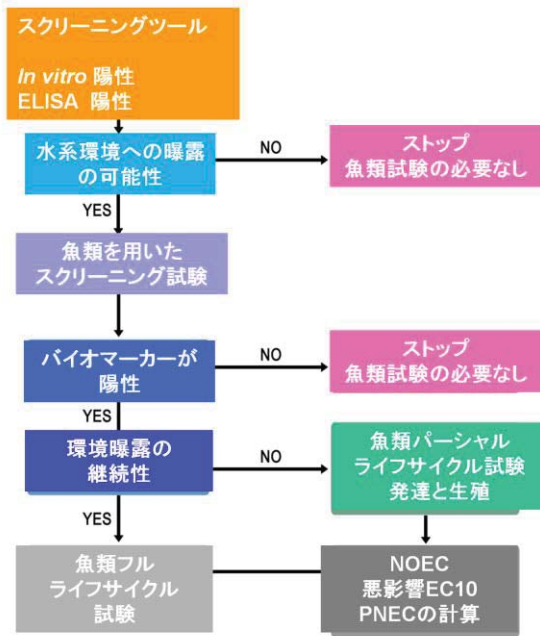 スクリーニングツール
In vitro 陽性
ELISA 陽性
水系環境への曝露
の可能性
NO
ストップ
魚類試験の必要なし
YES
魚類を用いた
スクリーニング試験
バイオマーカーが
陽性
NO
ストップ
魚類試験の必要なし
YES
環境曝露の
継続性
NO
魚類パーシャル
ライフサイクル試験
発達と生殖
YES
魚類フル
ライフサイクル
試験
NOEC
悪影響EC10
PNECの計算